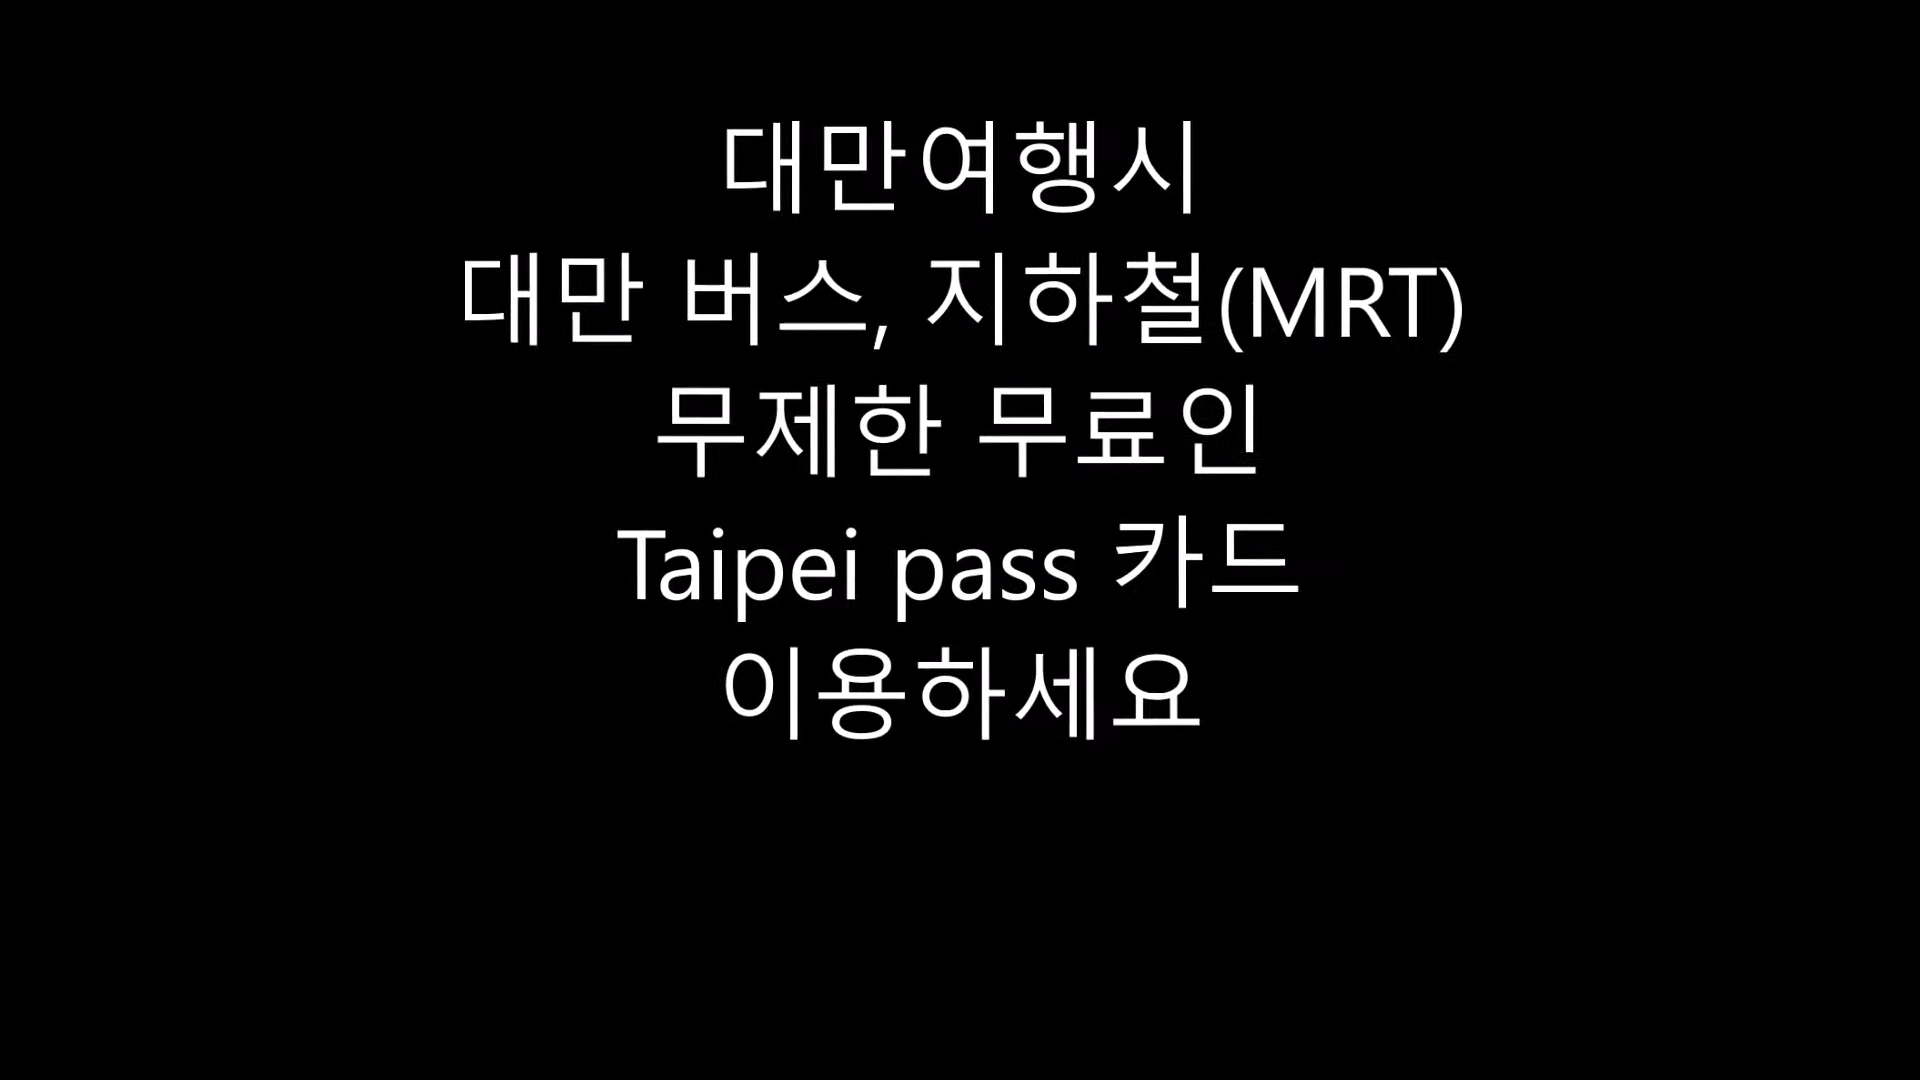 대만여행시
대만 버스, 지하철(MRT)
무제한 무료인
Taipei pass 카드
이용하세요